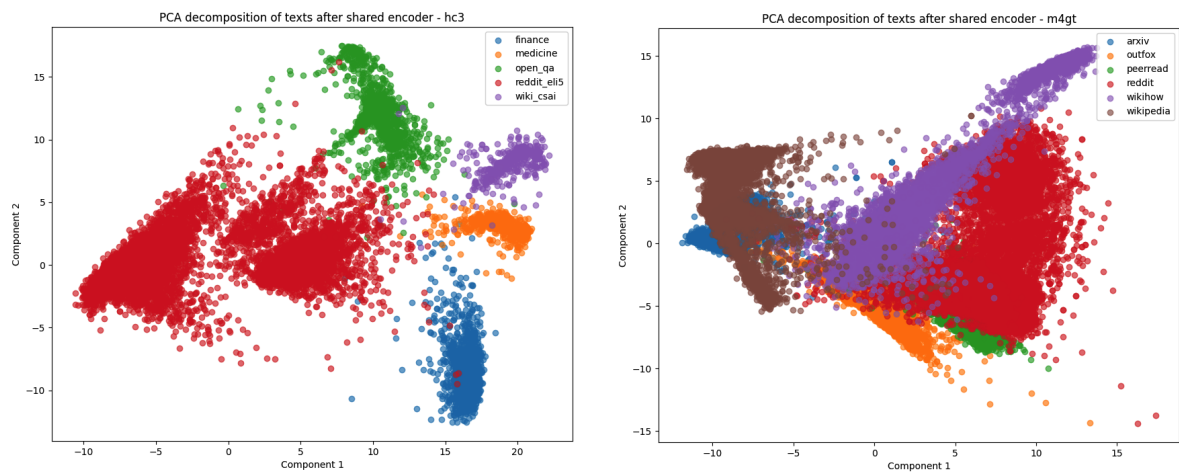 PCA decomposition of texts after shared encoder - hc3
finance
medicine
open_qa
reddit_eli5
wiki_csai
15
10
5
0
−5
−10
Component 2
−10
−5
0
5
10
15
20
Component 1
PCA decomposition of texts after shared encoder - m4gt
arxiv
outfox
peerread
reddit
wikihow
wikipedia
15
10
5
0
−5
−10
−15
Component 2
−10
−5
0
5
10
15
Component 1